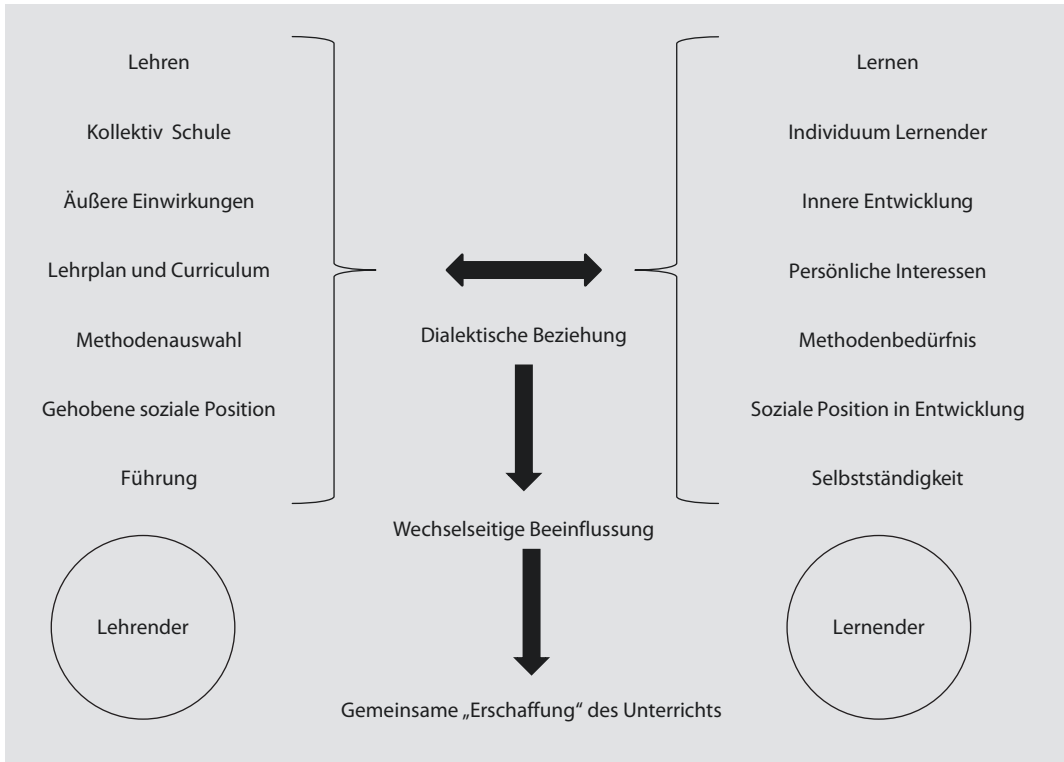 Lehren
Kollektiv Schule
Äußere Einwirkungen
Lehrplan und Curriculum
Methodenauswahl
Gehobene soziale Position
Führung
Lehrender
Dialektische Beziehung
Wechselseitige Beeinflussung
Gemeinsame „Erschaffung“ des Unterrichts
Lernen
Individuum Lernender
Innere Entwicklung
Persönliche Interessen
Methodenbedürfnis
Soziale Position in Entwicklung
Selbstständigkeit
Lernender